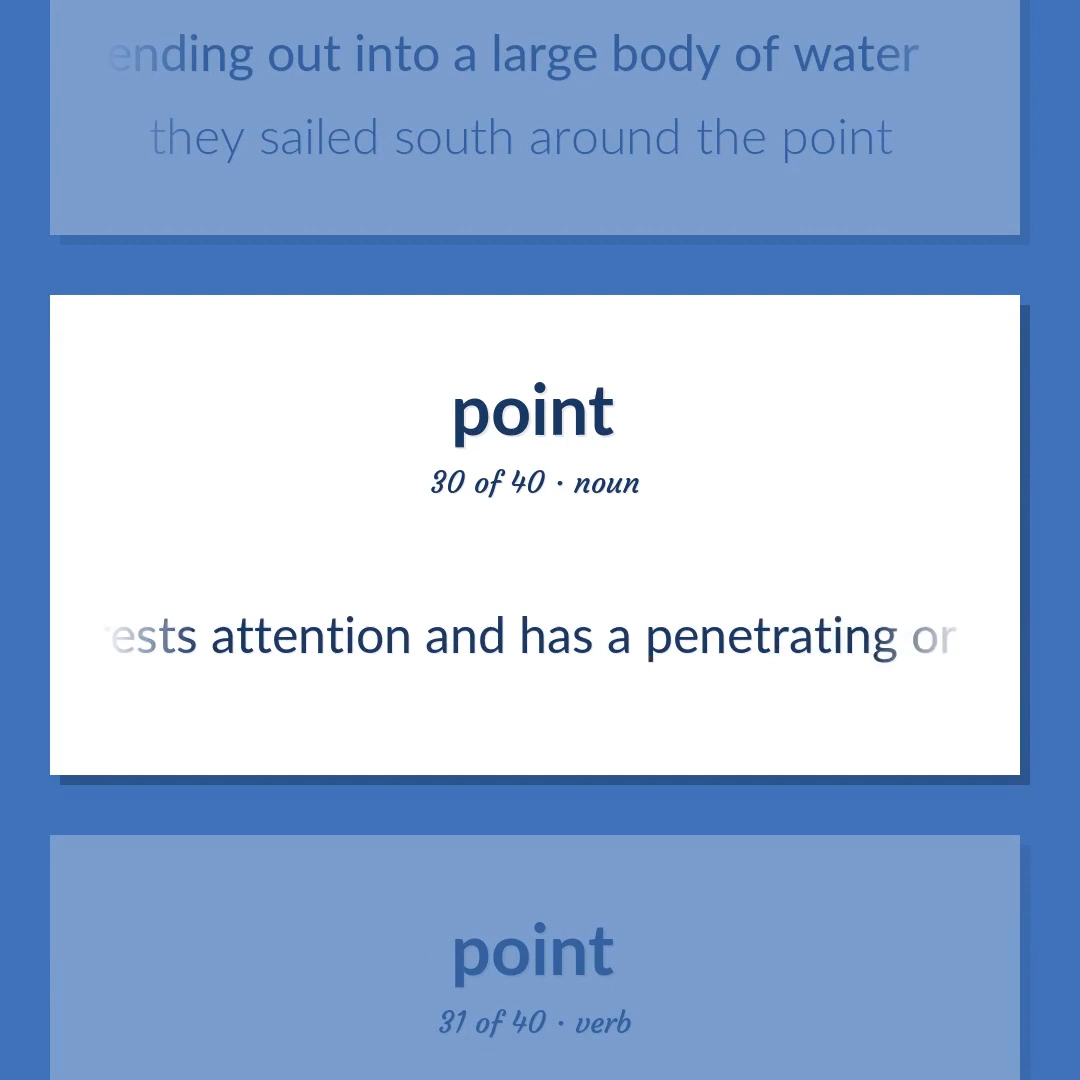 ending out into a large body of water
they sailed south around the point
point
30 of 40 · noun
ests attention and has a penetrating or
point
31 of 40 · verb